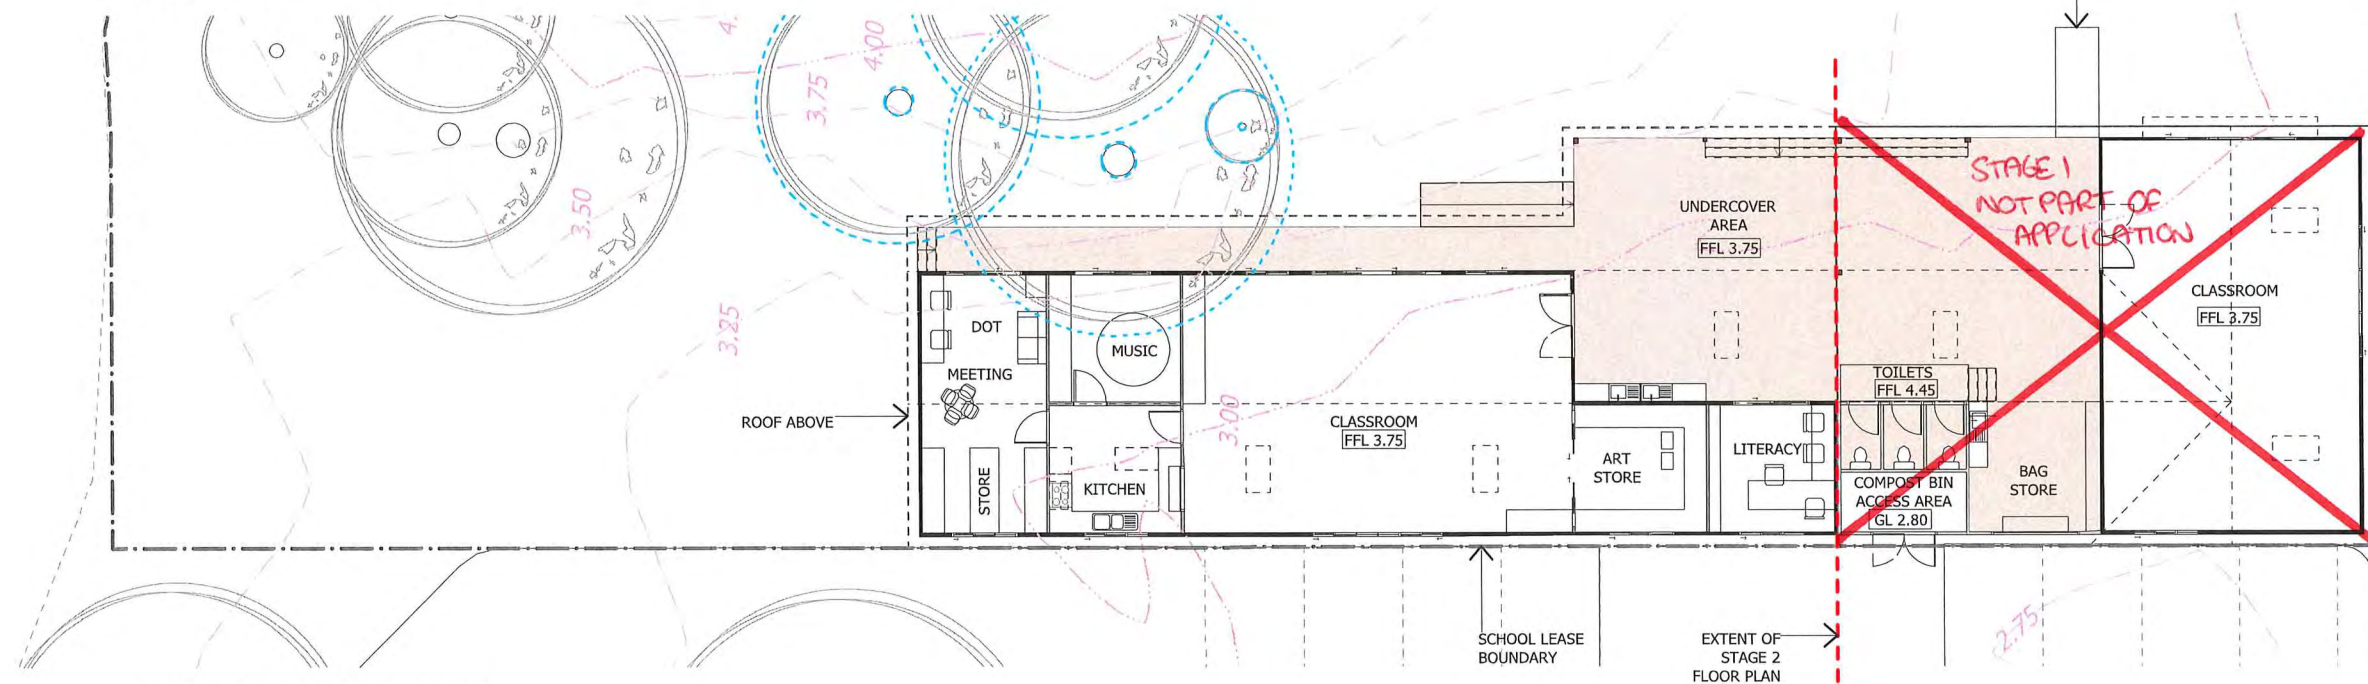 4.
4.00
3.75
3.50
3.25
3.00
2.75
STAGE 1
NOT PART OF
APPLICATION
UNDERCOVER
AREA
FFL 3.75
CLASSROOM
FFL 3.75
DOT
MEETING
MUSIC
STORE
KITCHEN
ROOF ABOVE
CLASSROOM
FFL 3.75
ART
STORE
LITERACY
TOILETS
FFL 4.45
COMPOST BIN
ACCESS AREA
GL 2.80
BAG
STORE
SCHOOL LEASE
BOUNDARY
EXTENT OF
STAGE 2
FLOOR PLAN